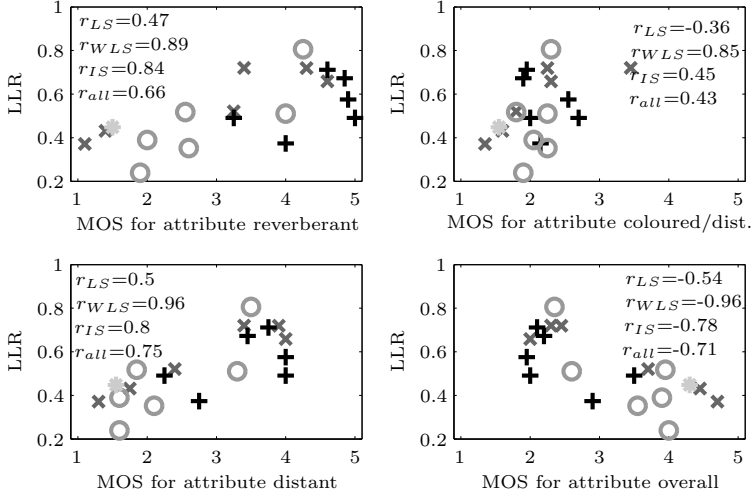 r_LS=0.47
r_WLS=0.89
r_IS=0.84
r_all=0.66
1
0.8
0.6
0.4
0.2
LLR
1 2 3 4 5
MOS for attribute reverberant
r_LS=-0.36
r_WLS=0.85
r_IS=0.45
r_all=0.43
1
0.8
0.6
0.4
0.2
LLR
1 2 3 4 5
MOS for attribute coloured/dist.
r_LS=0.5
r_WLS=0.96
r_IS=0.8
r_all=0.75
1
0.8
0.6
0.4
0.2
LLR
1 2 3 4 5
MOS for attribute distant
r_LS=-0.54
r_WLS=-0.96
r_IS=-0.78
r_all=-0.71
1
0.8
0.6
0.4
0.2
LLR
1 2 3 4 5
MOS for attribute overall